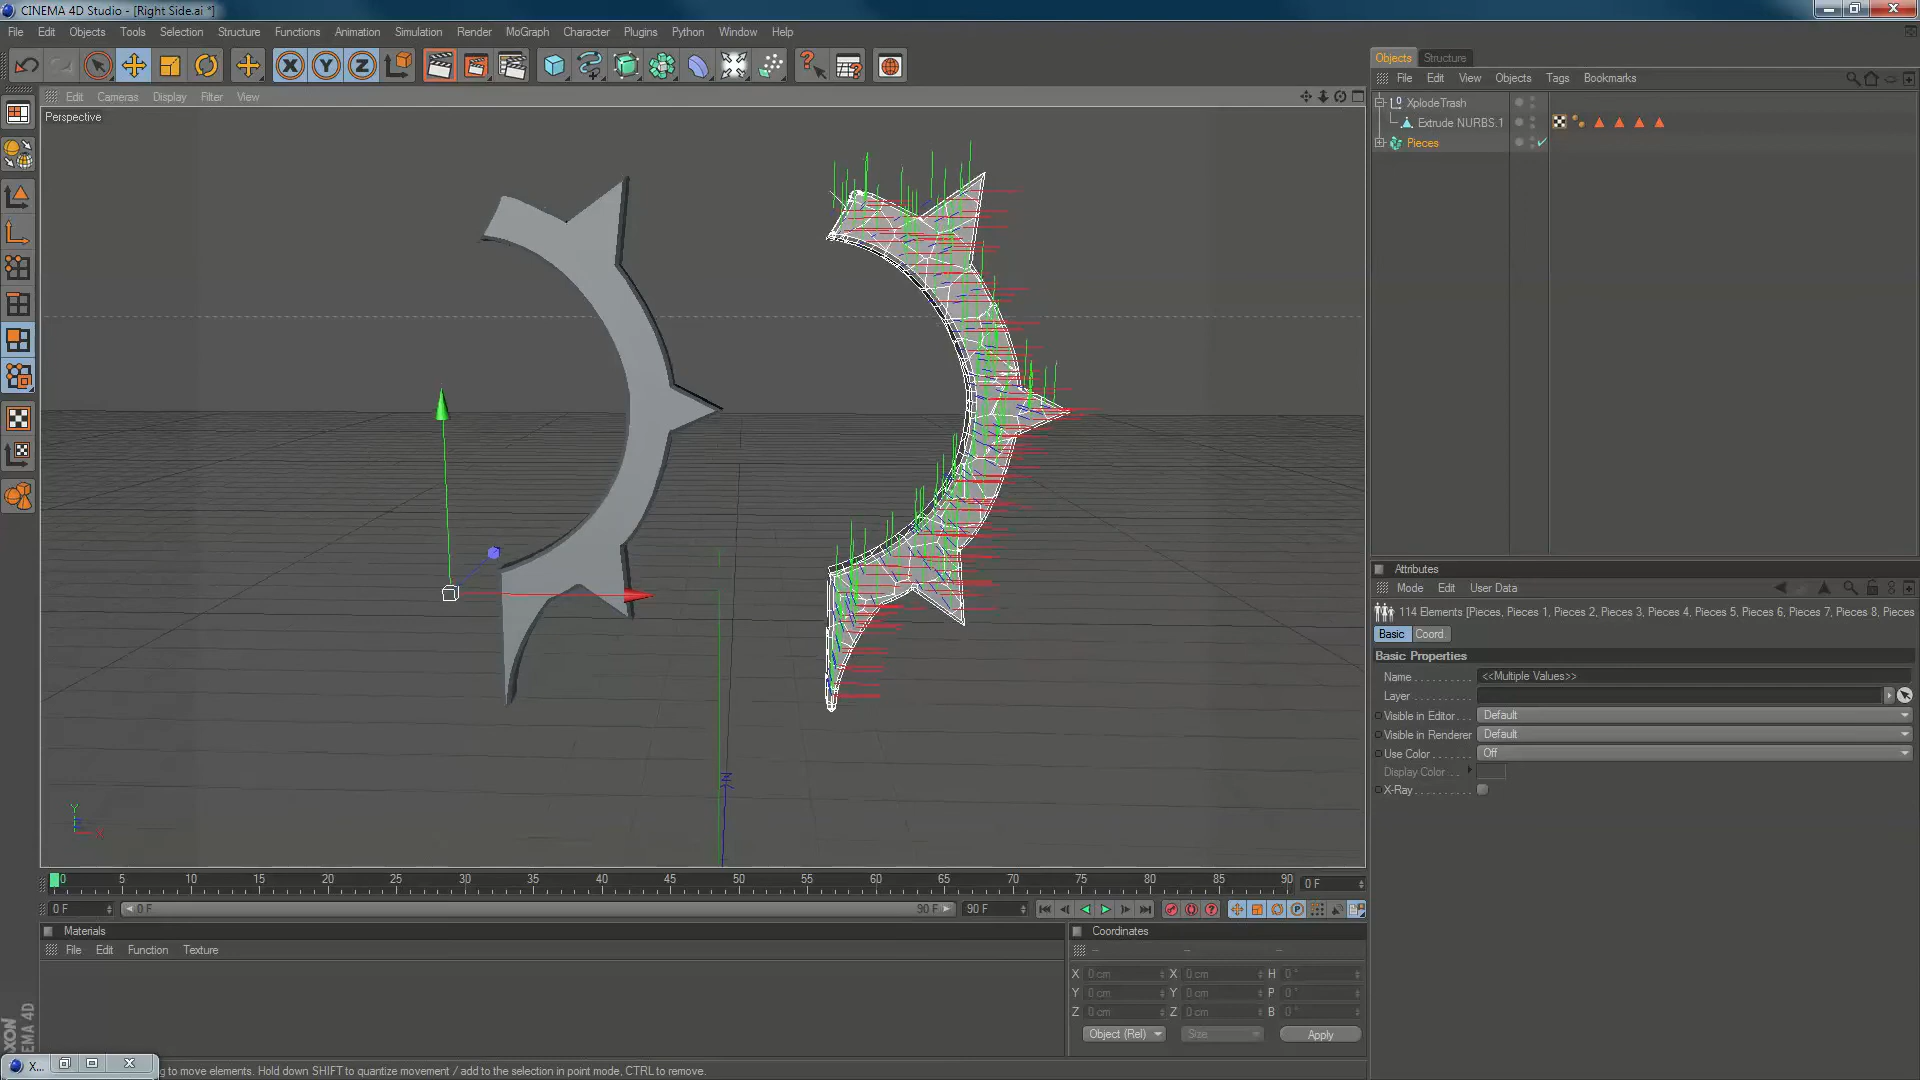 CINEMA 4D Studio - [Right Side.ai *]
File Edit Objects Tools Selection Structure Functions Animation Simulation Render MoGraph Character Plugins Python Window Help
Edit Cameras Display Filter View
Perspective
Objects Structure
File Edit View Objects Tags Bookmarks
XplodeTrash
Extrude NURBS.1
Pieces
Attributes
Mode Edit User Data
114 Elements [Pieces, Pieces 1, Pieces 2, Pieces 3, Pieces 4, Pieces 5, Pieces 6, Pieces 7, Pieces 8, Pieces
Basic Coord.
Basic Properties
Name <<Multiple Values>>
Layer
Visible in Editor Default
Visible in Renderer Default
Use Color Off
Display Color
X-Ray
0 5 10 15 20 25 30 35 40 45 50 55 60 65 70 75 80 85 90 0 F
0 F 0 F 90 F 90 F
Materials
File Edit Function Texture
Coordinates
X 0 cm X 0 cm H 0 °
Y 0 cm Y 0 cm P 0 °
Z 0 cm Z 0 cm B 0 °
Object (Rel) Size Apply
X...
g to move elements. Hold down SHIFT to quantize movement / add to the selection in point mode, CTRL to remove.